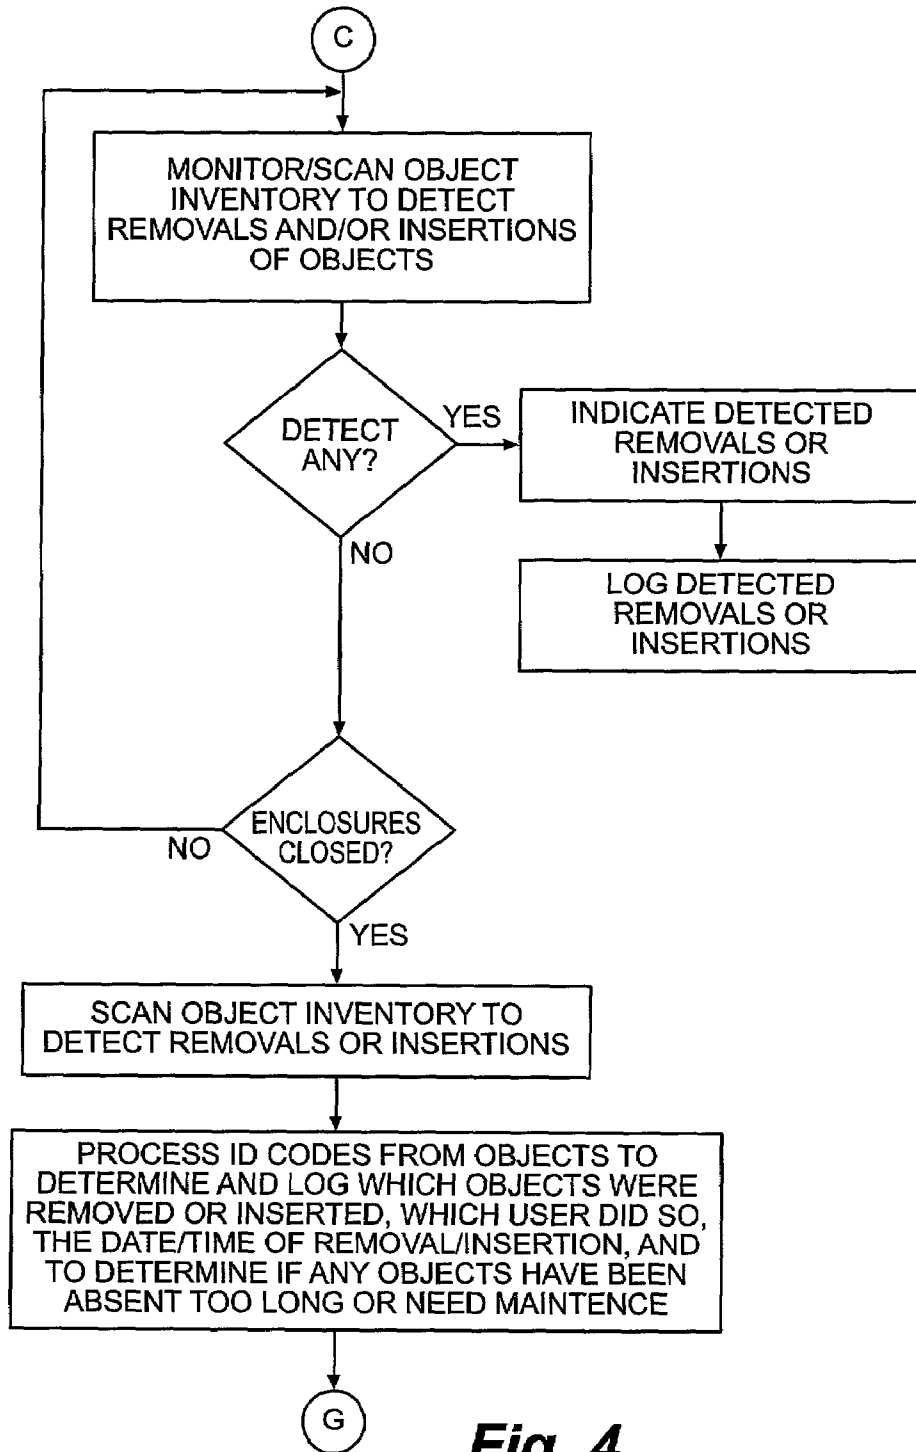 C
MONITOR/SCAN OBJECT
INVENTORY TO DETECT
REMOVALS AND/OR INSERTIONS
OF OBJECTS
DETECT
ANY?
YES
INDICATE DETECTED
REMOVALS OR
INSERTIONS
NO
LOG DETECTED
REMOVALS OR
INSERTIONS
ENCLOSURES
CLOSED?
NO
YES
SCAN OBJECT INVENTORY TO
DETECT REMOVALS OR INSERTIONS
PROCESS ID CODES FROM OBJECTS TO
DETERMINE AND LOG WHICH OBJECTS WERE
REMOVED OR INSERTED, WHICH USER DID SO,
THE DATE/TIME OF REMOVAL/INSERTION, AND
TO DETERMINE IF ANY OBJECTS HAVE BEEN
ABSENT TOO LONG OR NEED MAINTENCE
G
Fig. 4